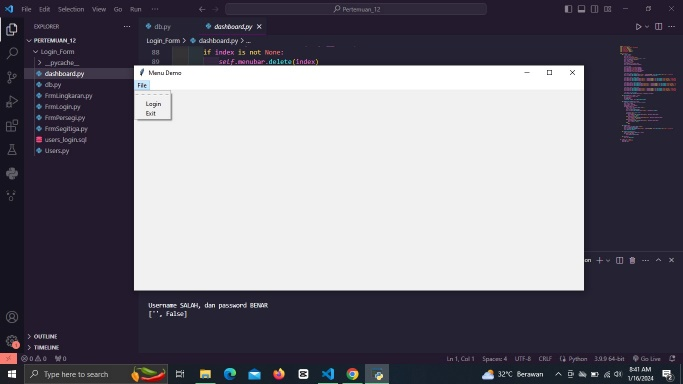 File Edit Selection View Go Run ...
Pertemuan_12
EXPLORER
db.py
dashboard.py
PERTEMUAN_12
Login_Form > dashboard.py > ...
Login_Form
88 if index is not None:
__pycache__
89 self.menubar.delete(index)
dashboard.py
Menu Demo
db.py
File
FrmLingkaran.py
Login
FrmLogin.py
Exit
FrmPersegi.py
FrmSegitiga.py
users_login.sql
Users.py
Username SALAH, dan password BENAR
['', False]
OUTLINE
TIMELINE
0 0 0
Ln 1, Col 1 Spaces: 4 UTF-8 CRLF Python 3.9.9 64-bit Go Live
Type here to search
32°C Berawan
8:41 AM
1/16/2024